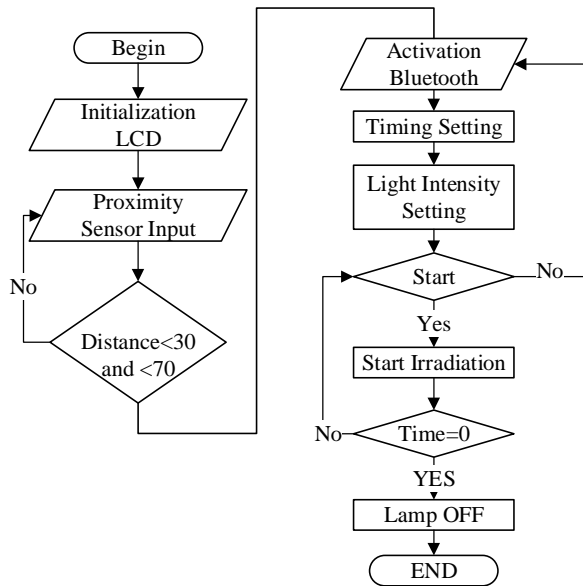 Begin
Initialization
LCD
Proximity
Sensor Input
No
Distance<30
and <70
Activation
Bluetooth
Timing Setting
Light Intensity
Setting
Start
No
Yes
Start Irradiation
No
Time=0
YES
Lamp OFF
END